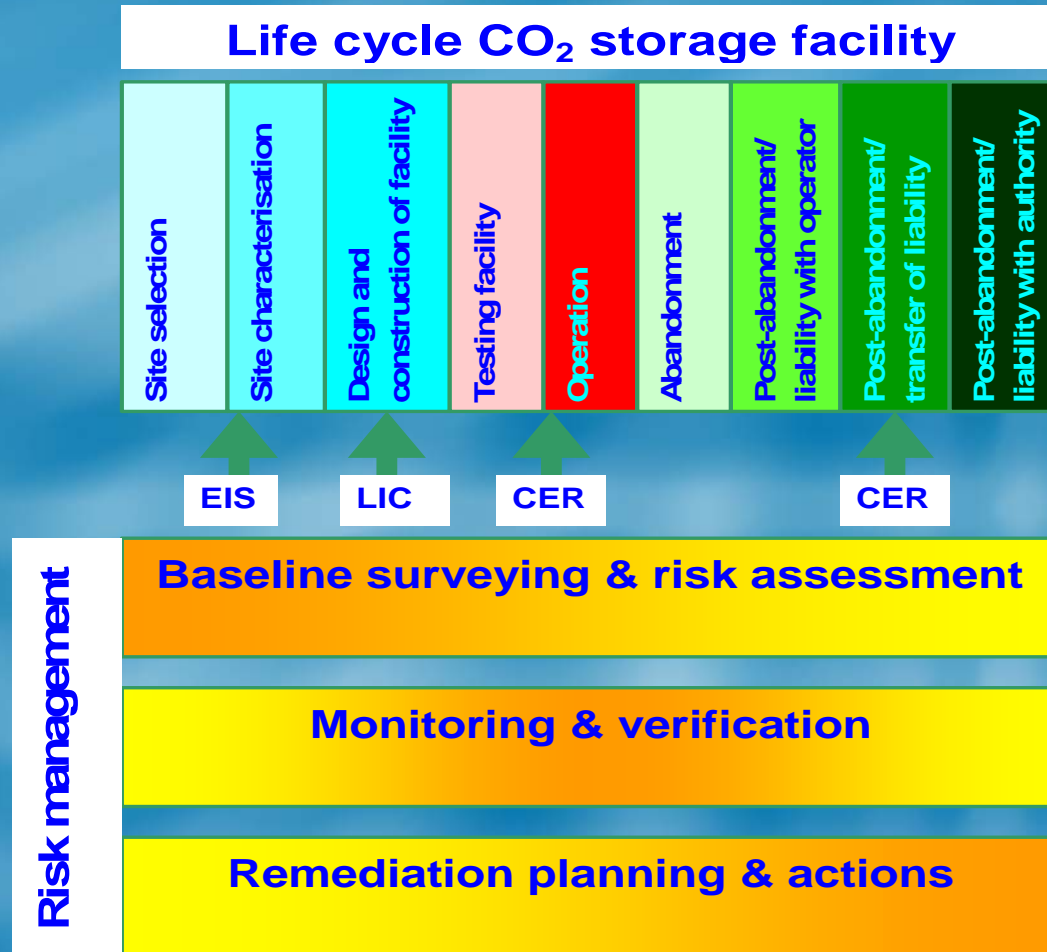 Life cycle CO₂ storage facility
Site selection
Site characterisation
Design and
construction of facility
Testing facility
Operation
Abandonment
Post-abandonment/
liability with operator
Post-abandonment/
transfer of liability
Post-abandonment/
liability with authority
EIS
LIC
CER
CER
Risk management
Baseline surveying & risk assessment
Monitoring & verification
Remediation planning & actions